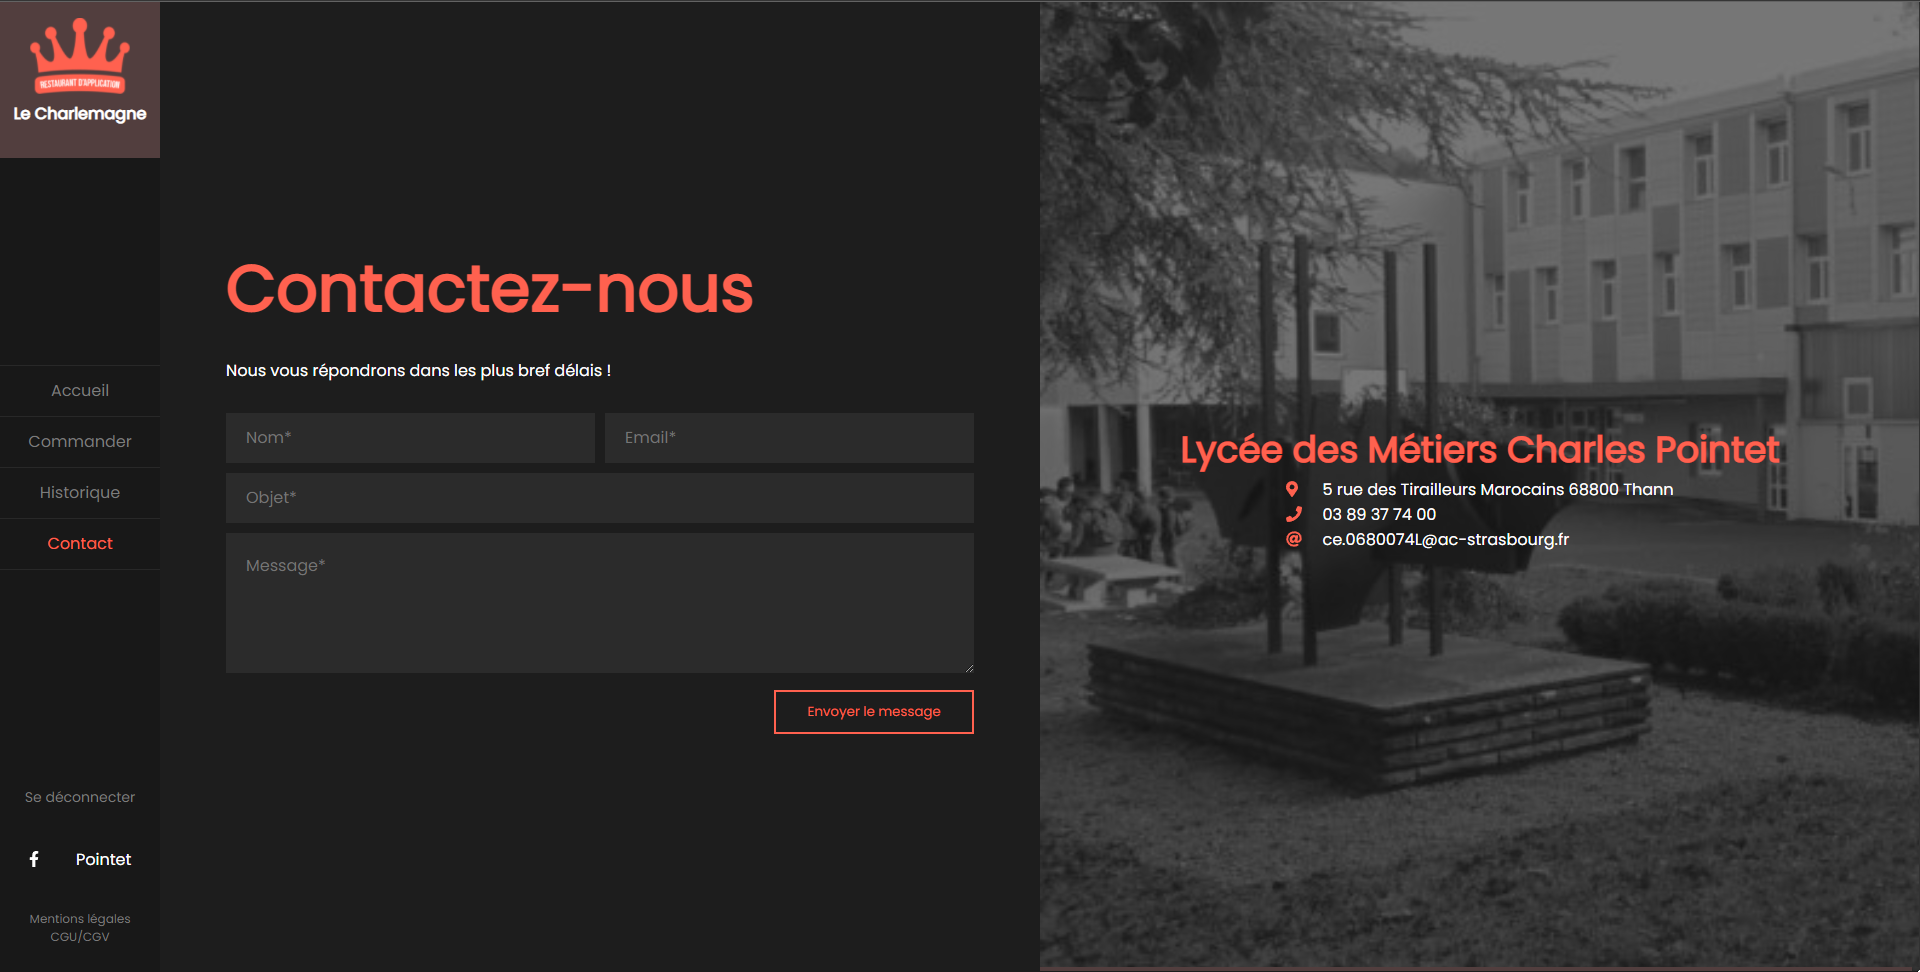 RESTAURANT D'APPLICATION
Le Charlemagne
Accueil
Commander
Historique
Contact
Se déconnecter
Pointet
Mentions légales
CGU/CGV
Contactez-nous
Nous vous répondrons dans les plus bref délais !
Nom*
Email*
Objet*
Message*
Envoyer le message
Lycée des Métiers Charles Pointet
5 rue des Tirailleurs Marocains 68800 Thann
03 89 37 74 00
ce.0680074L@ac-strasbourg.fr